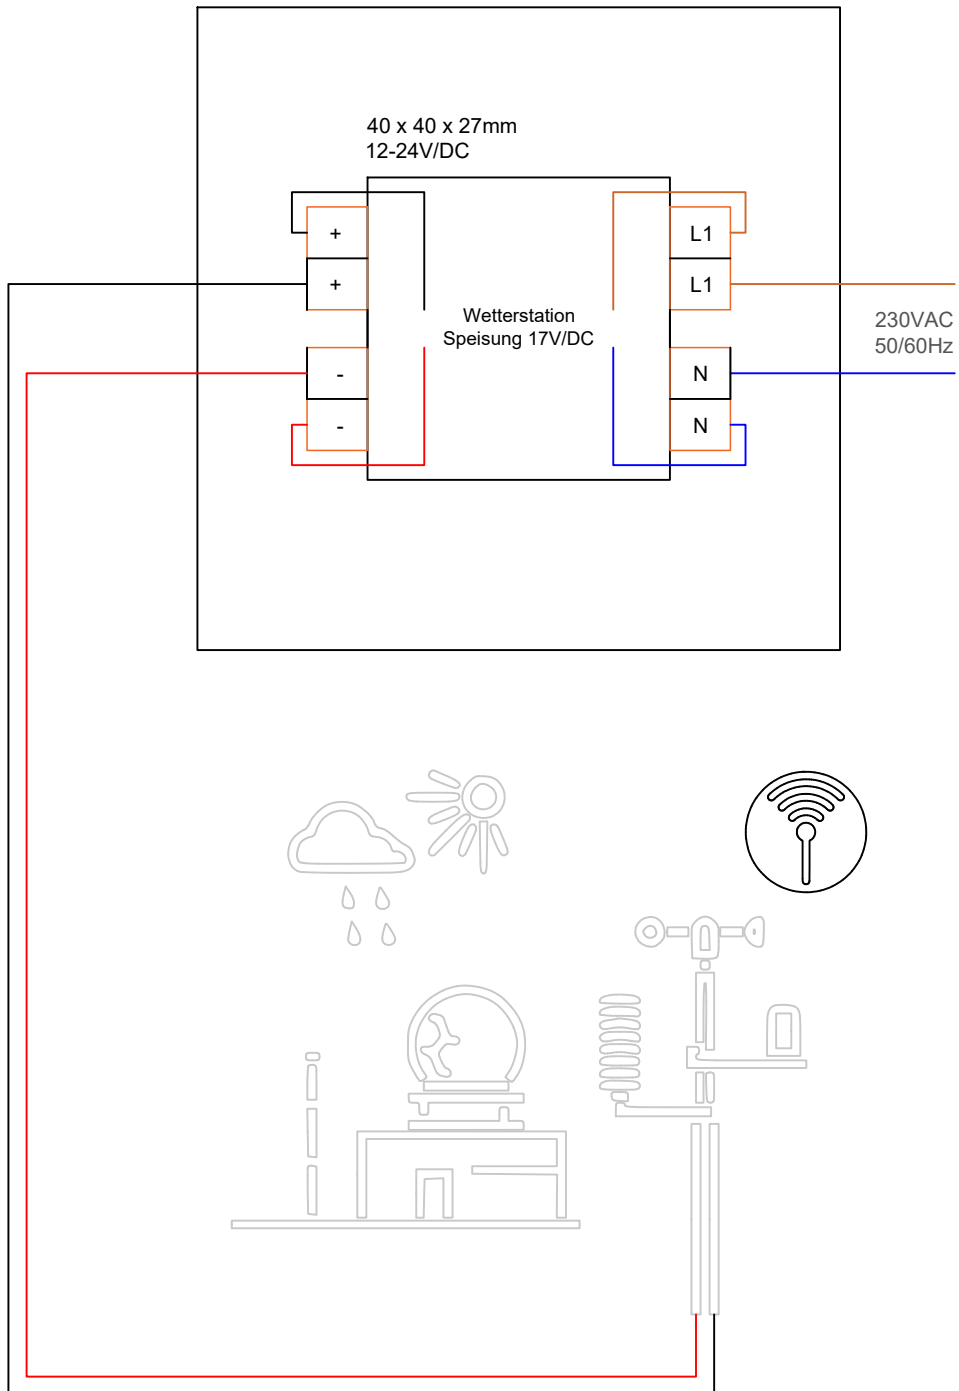 40 x 40 x 27mm
12-24V/DC
+
+
-
-
Wetterstation
Speisung 17V/DC
L1
L1
N
N
230VAC
50/60Hz